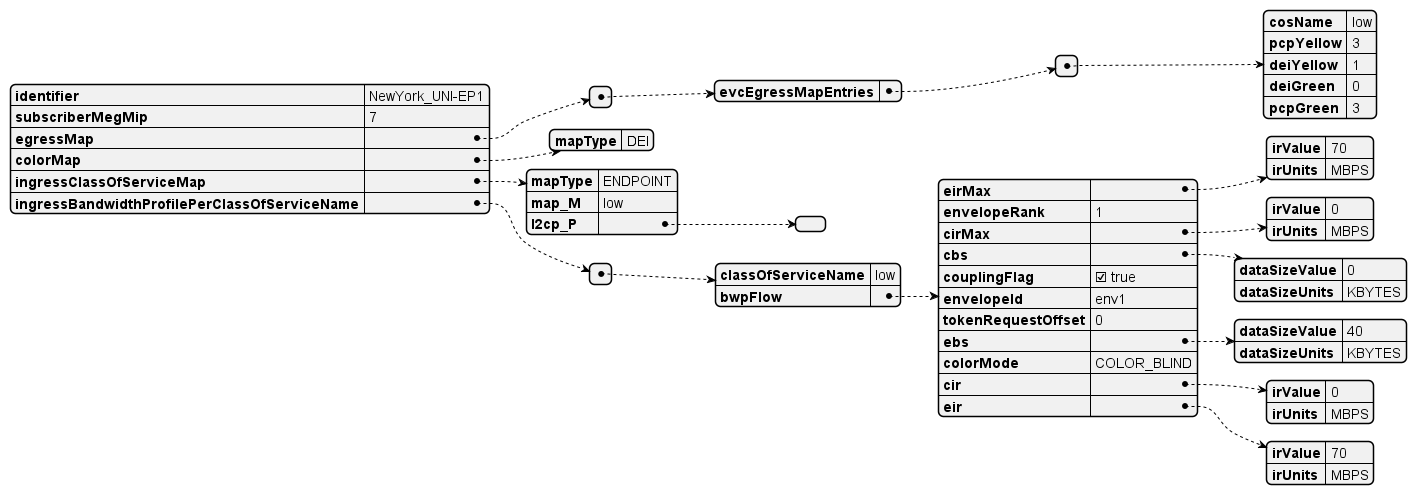 identifier NewYork_UNI-EP1
subscriberMegMip 7
egressMap
colorMap
ingressClassOfServiceMap
ingressBandwidthProfilePerClassOfServiceName
evcEgressMapEntries
cosName low
pcpYellow 3
deiYellow 1
deiGreen 0
pcpGreen 3
mapType DEI
mapType ENDPOINT
map_M low
l2cp_P
classOfServiceName low
bwpFlow
eirMax
envelopeRank 1
cirMax
cbs
couplingFlag ☑ true
envelopeId env1
tokenRequestOffset 0
ebs
colorMode COLOR_BLIND
cir
eir
irValue 70
irUnits MBPS
irValue 0
irUnits MBPS
dataSizeValue 0
dataSizeUnits KBYTES
dataSizeValue 40
dataSizeUnits KBYTES
irValue 0
irUnits MBPS
irValue 70
irUnits MBPS